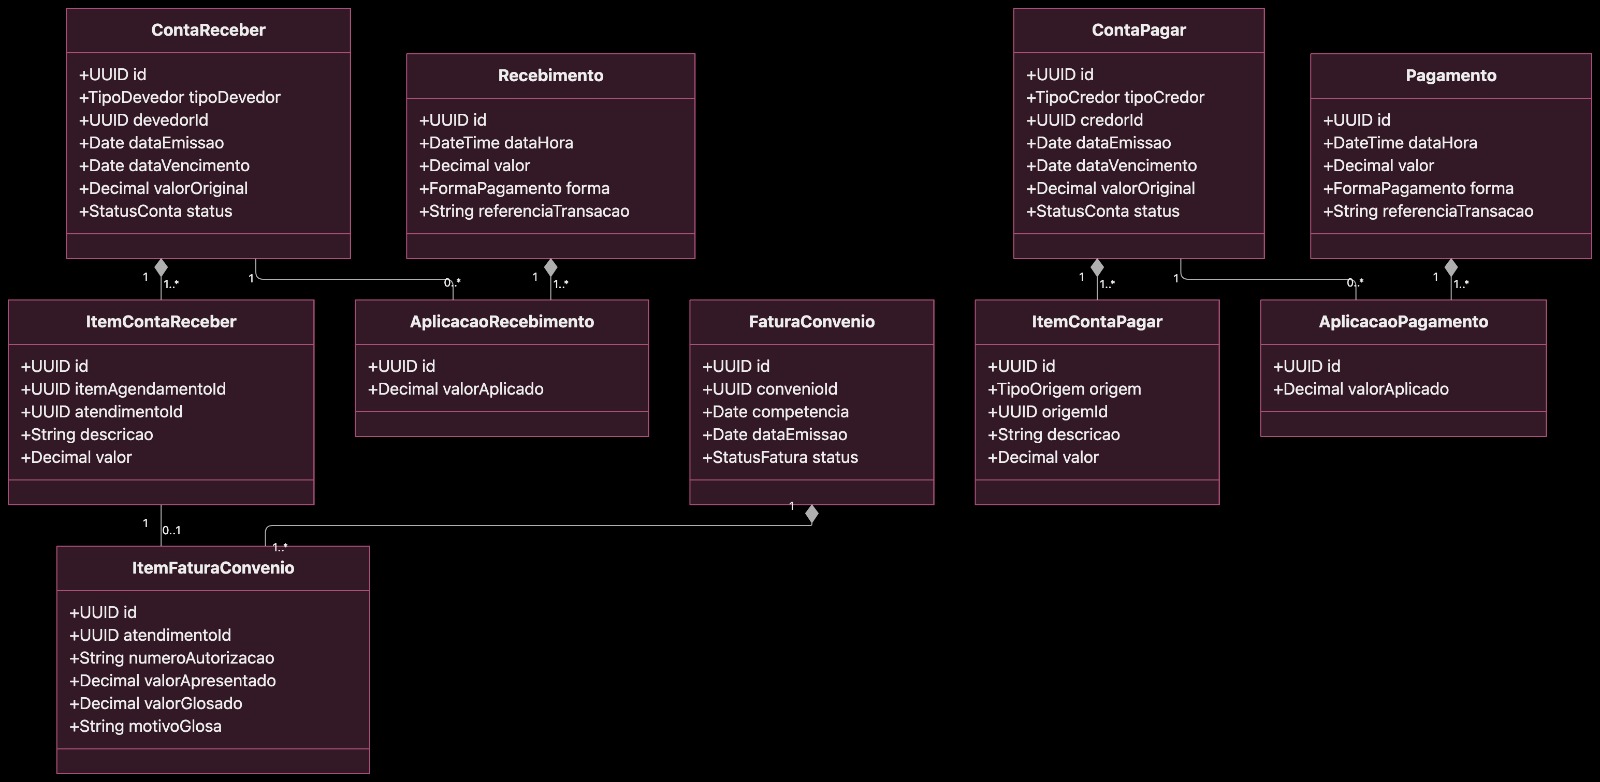 ContaReceber
+UUID id
+TipoDevedor tipoDevedor
+UUID devedorId
+Date dataEmissao
+Date dataVencimento
+Decimal valorOriginal
+StatusConta status
Recebimento
+UUID id
+DateTime dataHora
+Decimal valor
+FormaPagamento forma
+String referenciaTransacao
ContaPagar
+UUID id
+TipoCredor tipoCredor
+UUID credorId
+Date dataEmissao
+Date dataVencimento
+Decimal valorOriginal
+StatusConta status
Pagamento
+UUID id
+DateTime dataHora
+Decimal valor
+FormaPagamento forma
+String referenciaTransacao
1
1..*
1
0..*
1
1..*
1
1..*
1
0..*
1
1..*
ItemContaReceber
+UUID id
+UUID itemAgendamentoId
+UUID atendimentoId
+String descricao
+Decimal valor
AplicacaoRecebimento
+UUID id
+Decimal valorAplicado
FaturaConvenio
+UUID id
+UUID convenioId
+Date competencia
+Date dataEmissao
+StatusFatura status
ItemContaPagar
+UUID id
+TipoOrigem origem
+UUID origemId
+String descricao
+Decimal valor
AplicacaoPagamento
+UUID id
+Decimal valorAplicado
1
0..1
1
1..*
ItemFaturaConvenio
+UUID id
+UUID atendimentoId
+String numeroAutorizacao
+Decimal valorApresentado
+Decimal valorGlosado
+String motivoGlosa